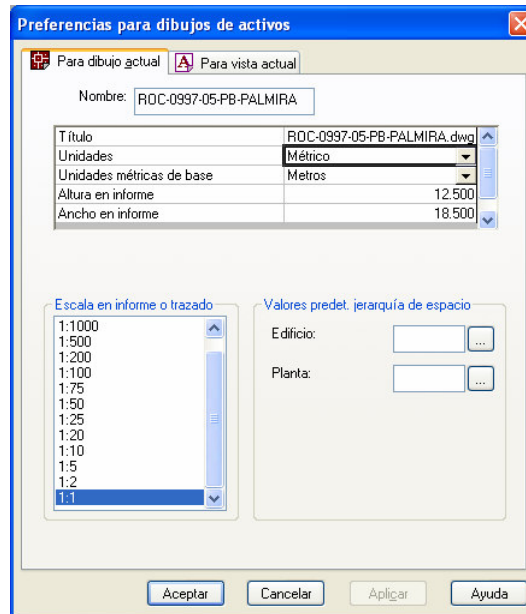 Preferencias para dibujos de activos
Para dibujo actual
Para vista actual
Nombre: ROC-0997-05-PB-PALMIRA
Título ROC-0997-05-PB-PALMIRA.dwg
Unidades Métrico
Unidades métricas de base Metros
Altura en informe 12.500
Ancho en informe 18.500
Escala en informe o trazado
1:1000
1:500
1:200
1:100
1:75
1:50
1:25
1:20
1:10
1:5
1:2
1:1
Valores predet. jerarquía de espacio
Edificio: ...
Planta: ...
Aceptar
Cancelar
Aplicar
Ayuda